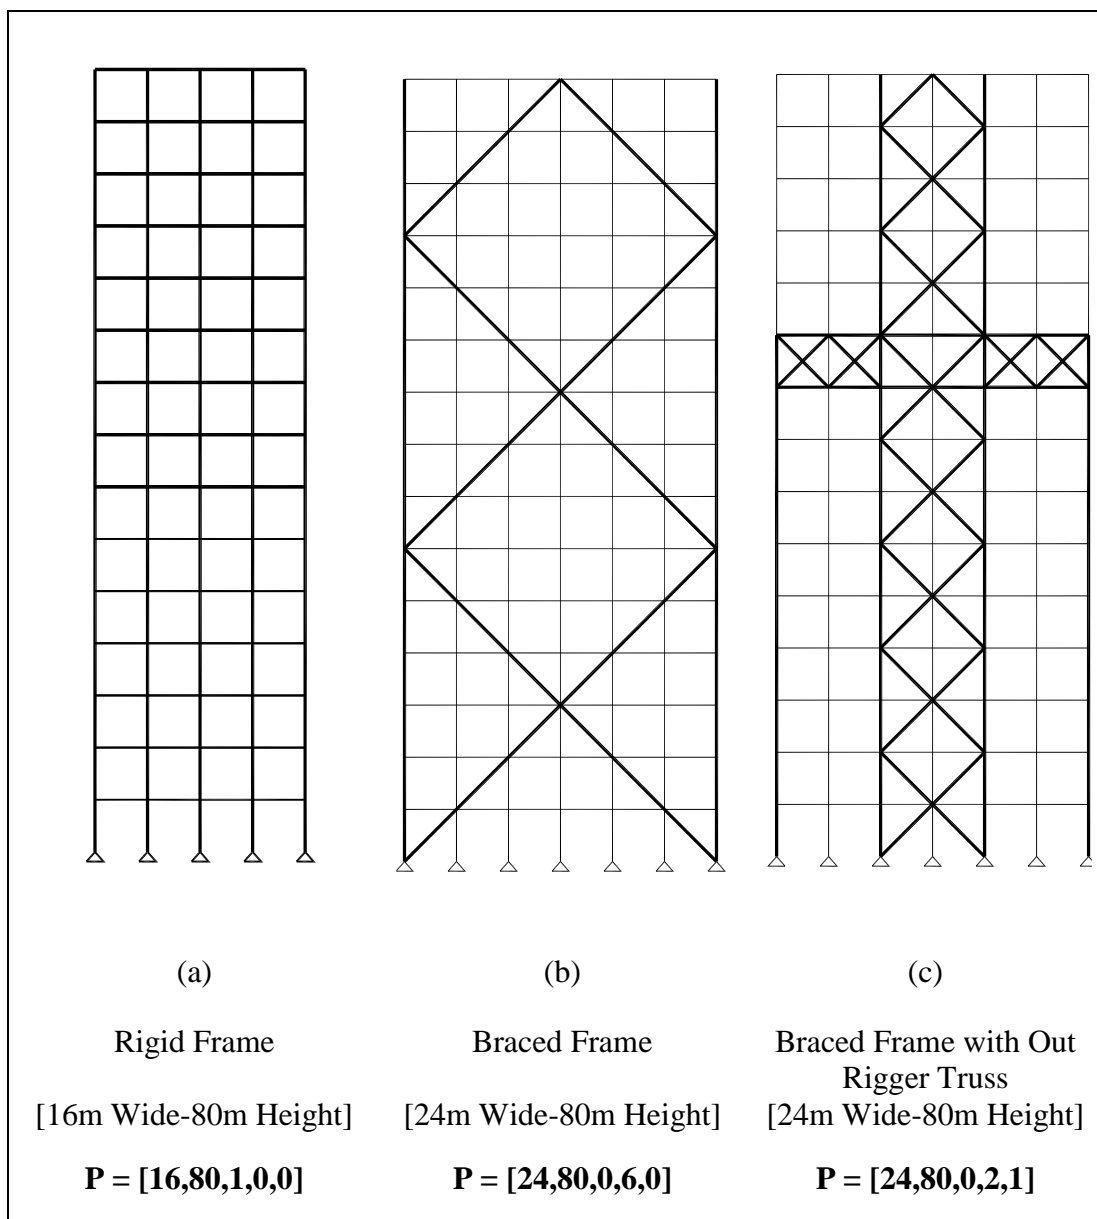 (a)
Rigid Frame
[16m Wide-80m Height]
P = [16,80,1,0,0]
(b)
Braced Frame
[24m Wide-80m Height]
P = [24,80,0,6,0]
(c)
Braced Frame with Out
Rigger Truss
[24m Wide-80m Height]
P = [24,80,0,2,1]